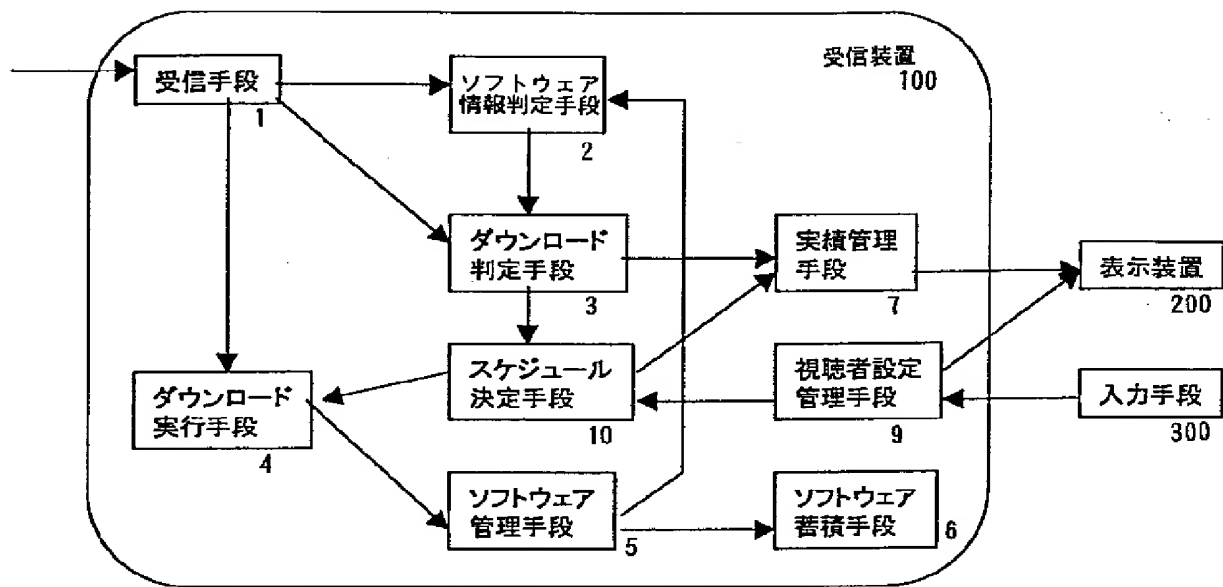 受信手段
1
ソフトウェア
情報判定手段
2
受信装置
100
ダウンロード
判定手段
3
実績管理
手段
7
表示装置
200
ダウンロード
実行手段
4
スケジュール
決定手段
10
視聴者設定
管理手段
9
入力手段
300
ソフトウェア
管理手段
5
ソフトウェア
蓄積手段
6